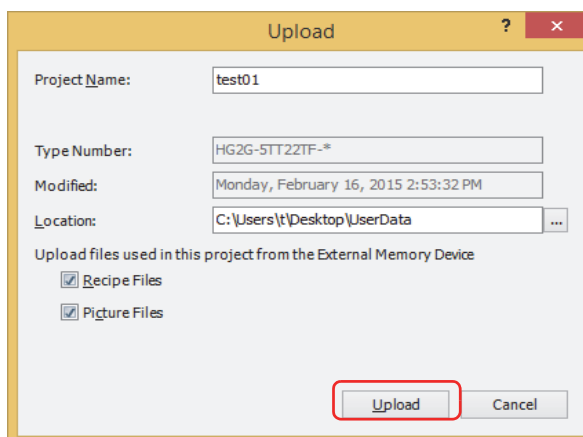 Upload
? ×
Project Name: test01
Type Number: HG2G-5TT22TF-*
Modified: Monday, February 16, 2015 2:53:32 PM
Location: C:\Users\t\Desktop\UserData ...
Upload files used in this project from the External Memory Device
Recipe Files
Picture Files
Upload Cancel